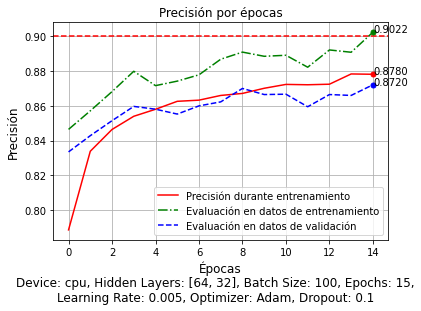 Precisión por épocas
0.9022
0.90
0.8780
0.88
0.8720
0.86
0.84
0.82
0.80
Precisión
Precisión durante entrenamiento
Evaluación en datos de entrenamiento
Evaluación en datos de validación
0 2 4 6 8 10 12 14
Épocas
Device: cpu, Hidden Layers: [64, 32], Batch Size: 100, Epochs: 15,
Learning Rate: 0.005, Optimizer: Adam, Dropout: 0.1